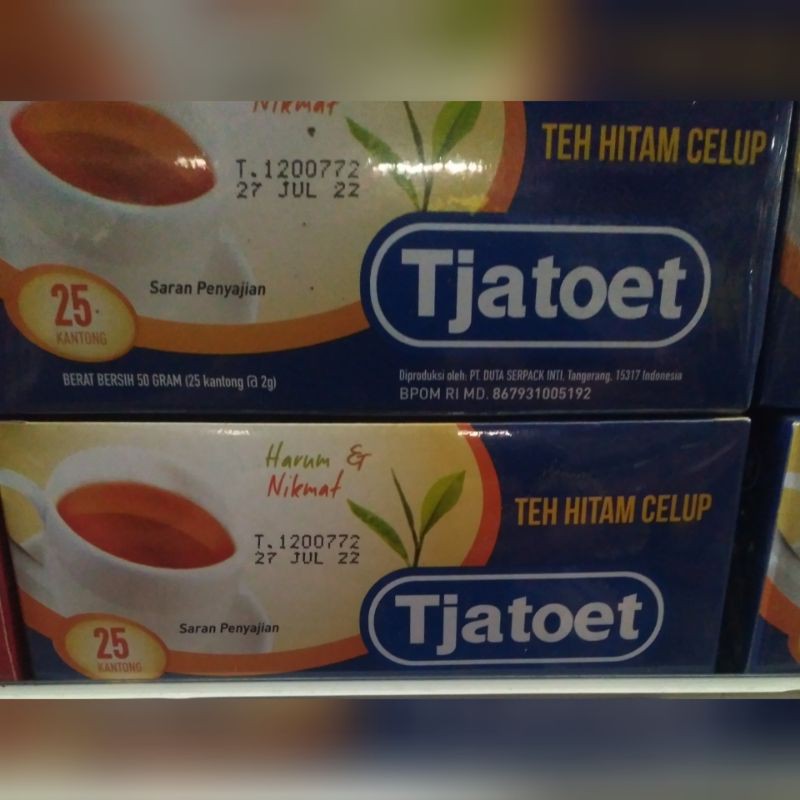 Nikmat
TEH HITAM CELUP
T.1200772
27 JUL 22
Tjatoet
Saran Penyajian
25
KANTONG
BERAT BERSIH 50 GRAM (25 kantong @ 2g)
Diproduksi oleh: PT. DUTA SERPACK INTI, Tangerang, 15317 Indonesia
BPOM RI MD. 867931005192
Harum &
Nikmat
TEH HITAM CELUP
T.1200772
27 JUL 22
Tjatoet
Saran Penyajian
25
KANTONG